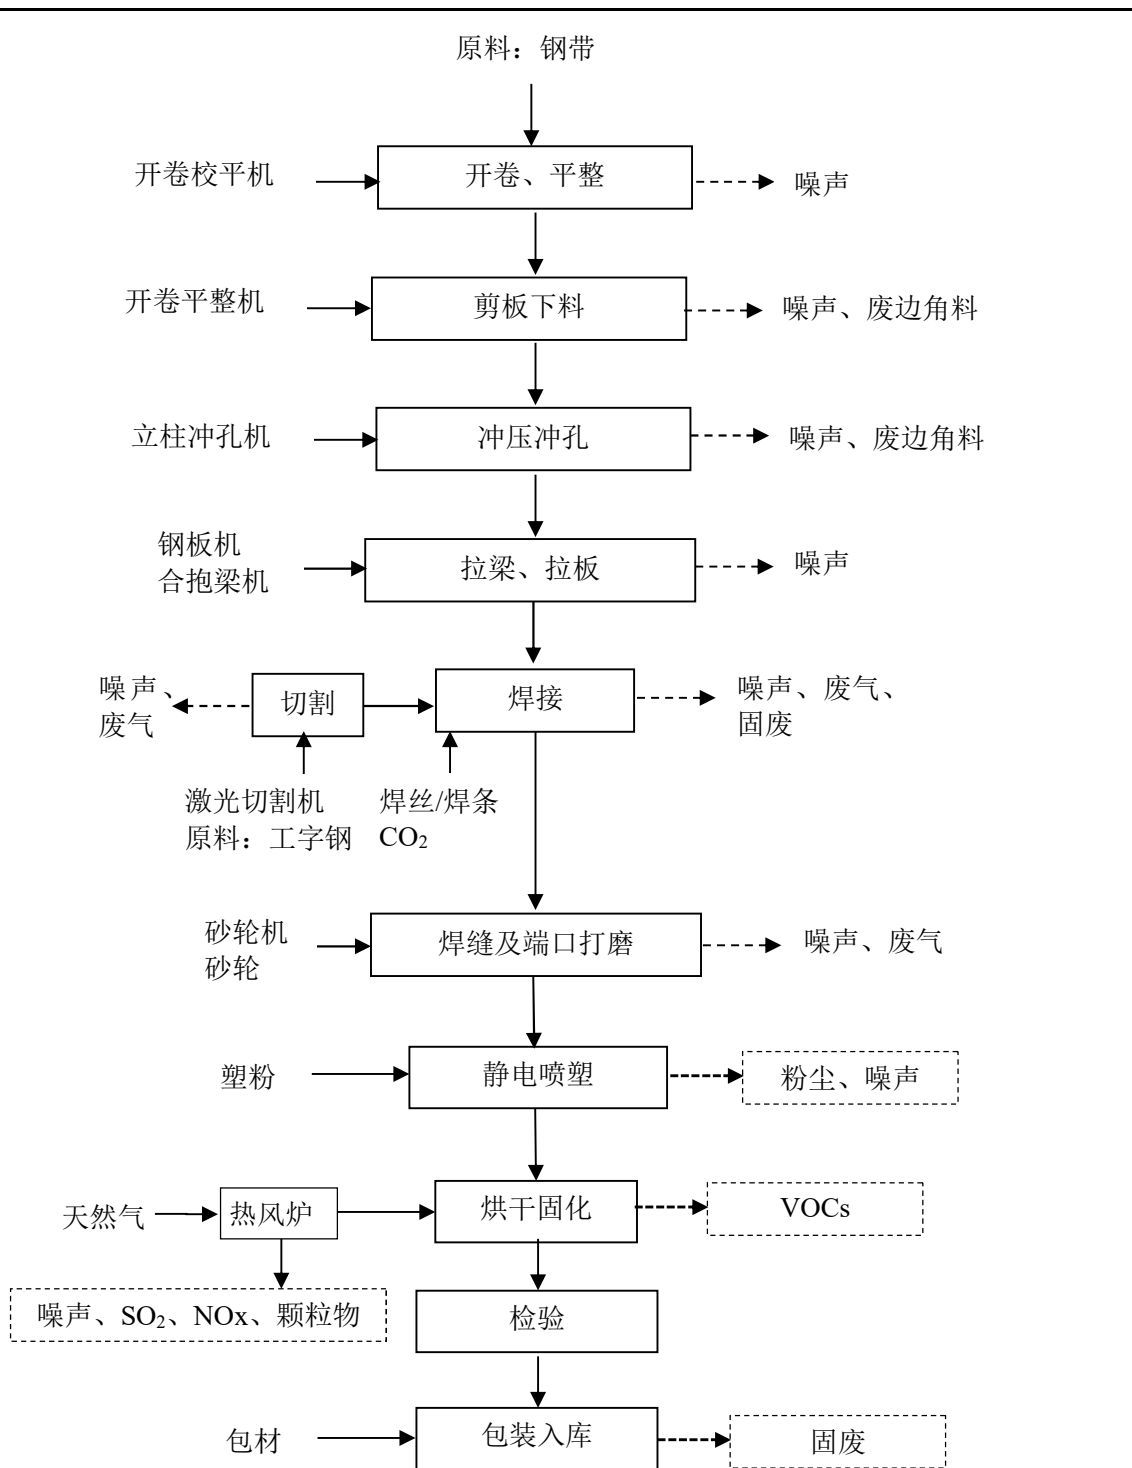 原料：钢带
开卷校平机
开卷、平整
噪声
开卷平整机
剪板下料
噪声、废边角料
立柱冲孔机
冲压冲孔
噪声、废边角料
钢板机
合抱梁机
拉梁、拉板
噪声
噪声、
废气
切割
焊接
噪声、废气、
固废
激光切割机
原料：工字钢
焊丝/焊条
CO₂
砂轮机
砂轮
焊缝及端口打磨
噪声、废气
塑粉
静电喷塑
粉尘、噪声
天然气
热风炉
烘干固化
VOCs
噪声、SO₂、NOx、颗粒物
检验
包材
包装入库
固废